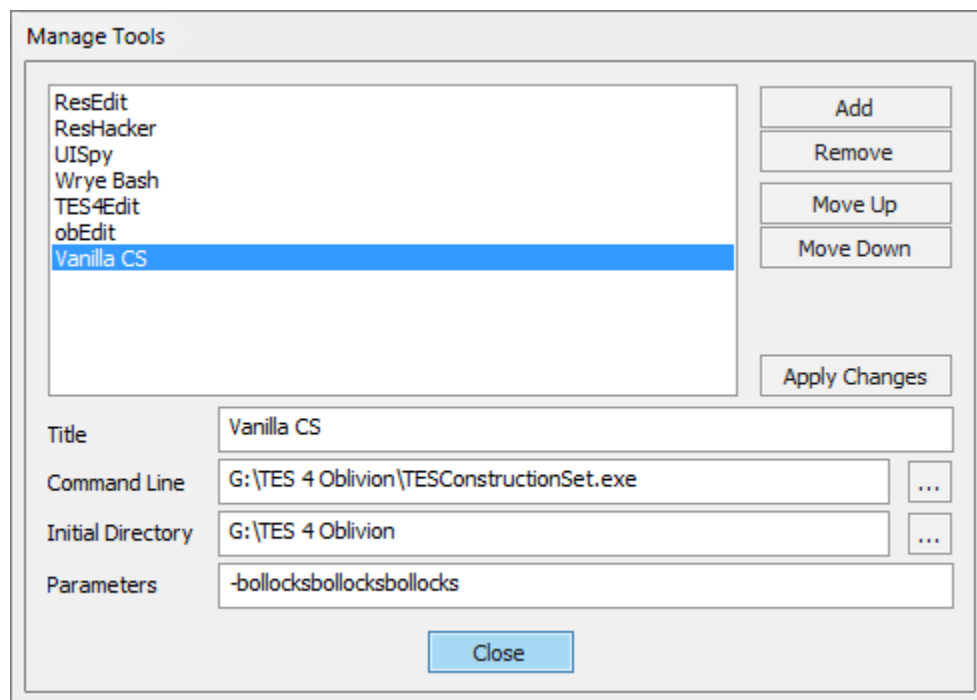 Manage Tools
ResEdit
ResHacker
UISpy
Wrye Bash
TES4Edit
obEdit
Vanilla CS
Add
Remove
Move Up
Move Down
Apply Changes
Title
Vanilla CS
Command Line
G:\TES 4 Oblivion\TESConstructionSet.exe
...
Initial Directory
G:\TES 4 Oblivion
...
Parameters
-bollocksbollocksbollocks
Close